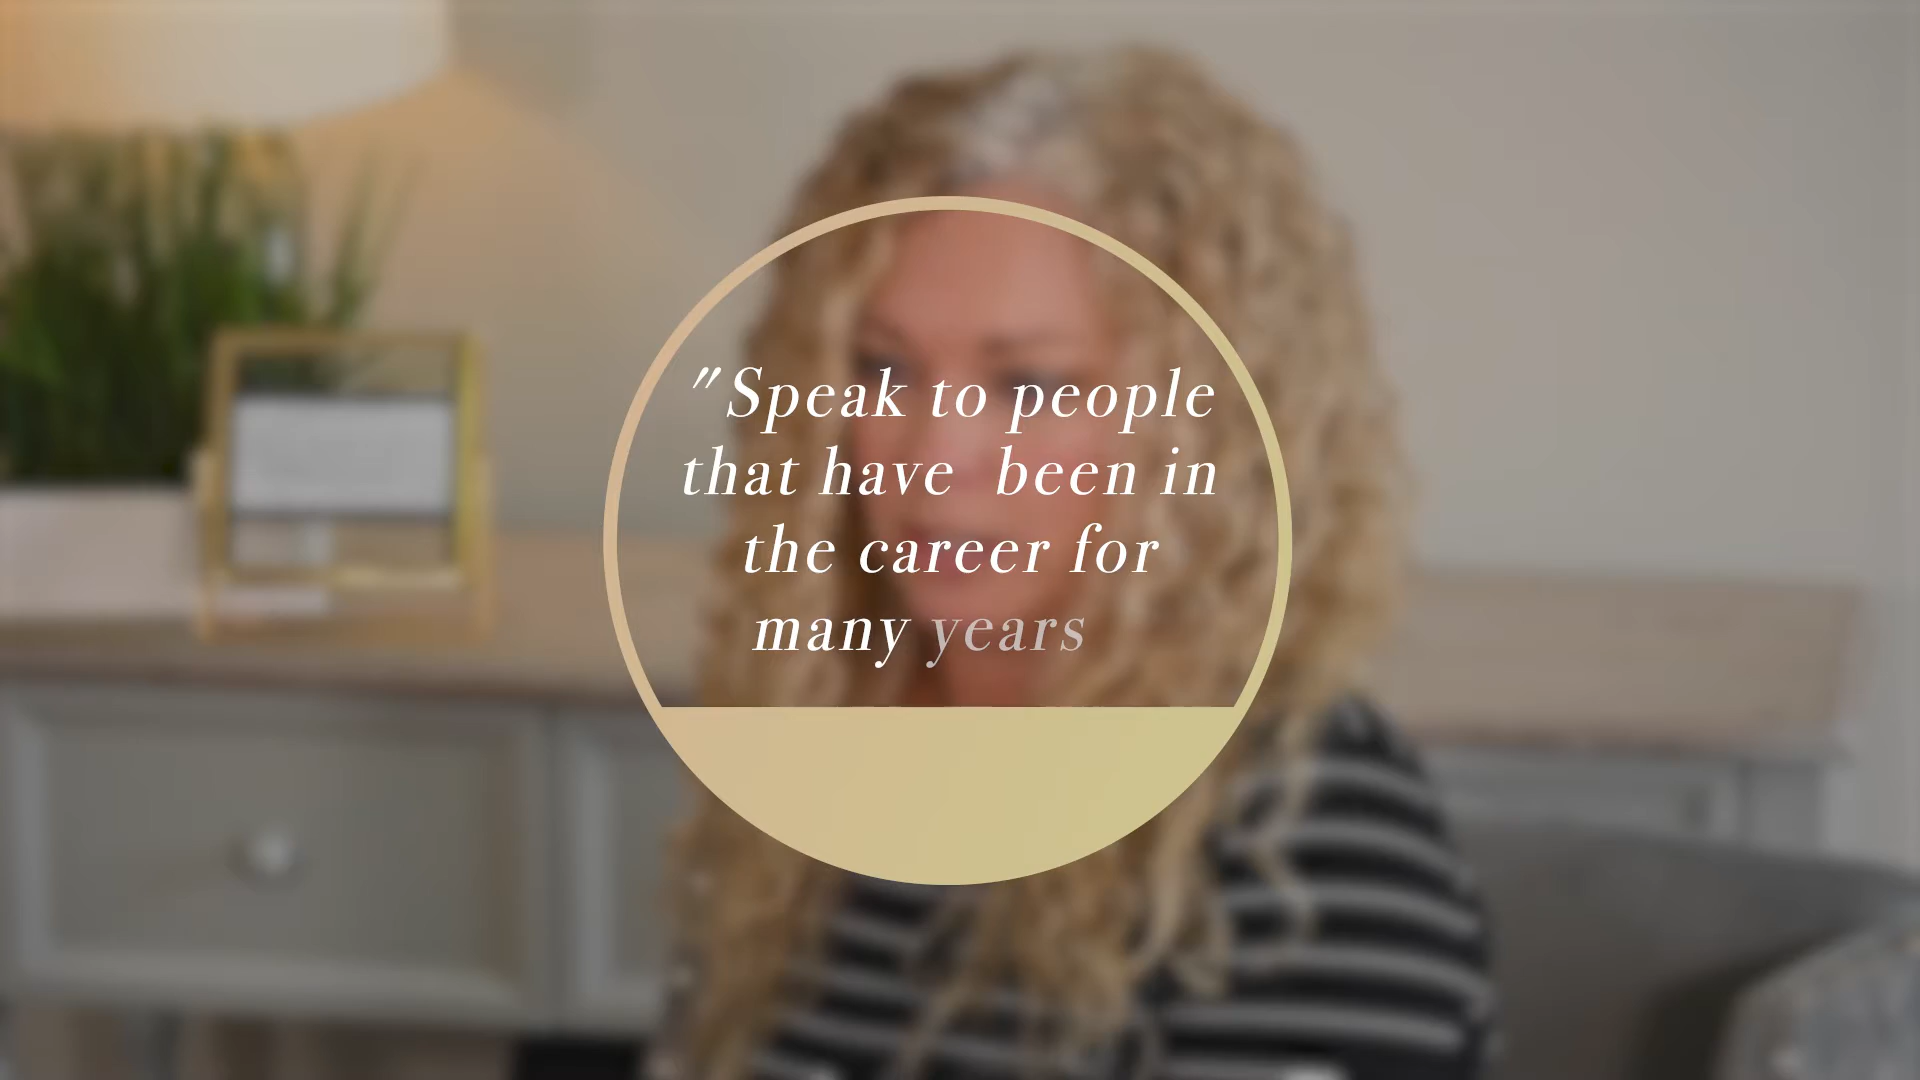 "Speak to people
that have been in
the career for
many years